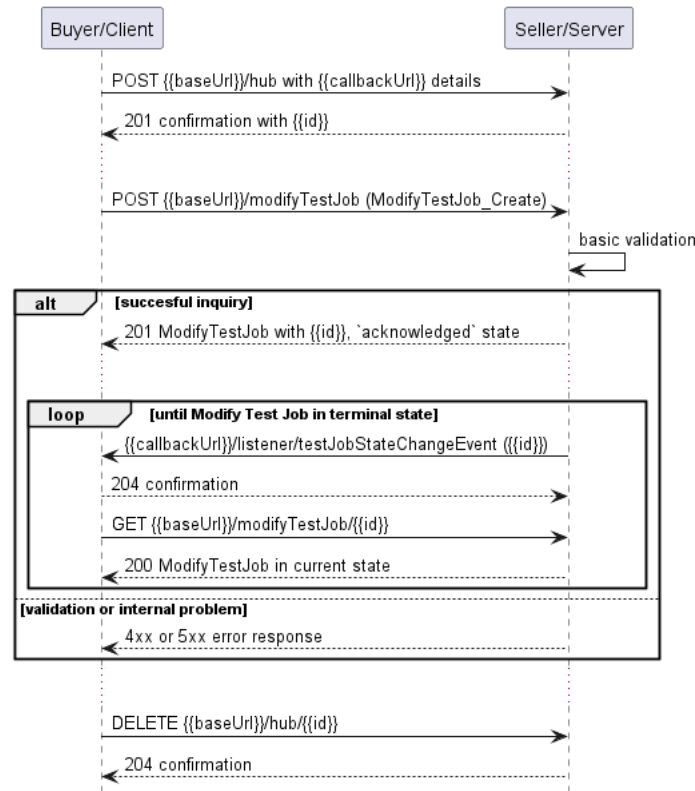 Buyer/Client
Seller/Server
POST {{baseUrl}}/hub with {{callbackUrl}} details
201 confirmation with {{id}}
POST {{baseUrl}}/modifyTestJob (ModifyTestJob_Create)
basic validation
alt [succesful inquiry]
201 ModifyTestJob with {{id}}, `acknowledged` state
loop [until Modify Test Job in terminal state]
{{callbackUrl}}/listener/testJobStateChangeEvent ({{id}})
204 confirmation
GET {{baseUrl}}/modifyTestJob/{{id}}
200 ModifyTestJob in current state
[validation or internal problem]
4xx or 5xx error response
DELETE {{baseUrl}}/hub/{{id}}
204 confirmation